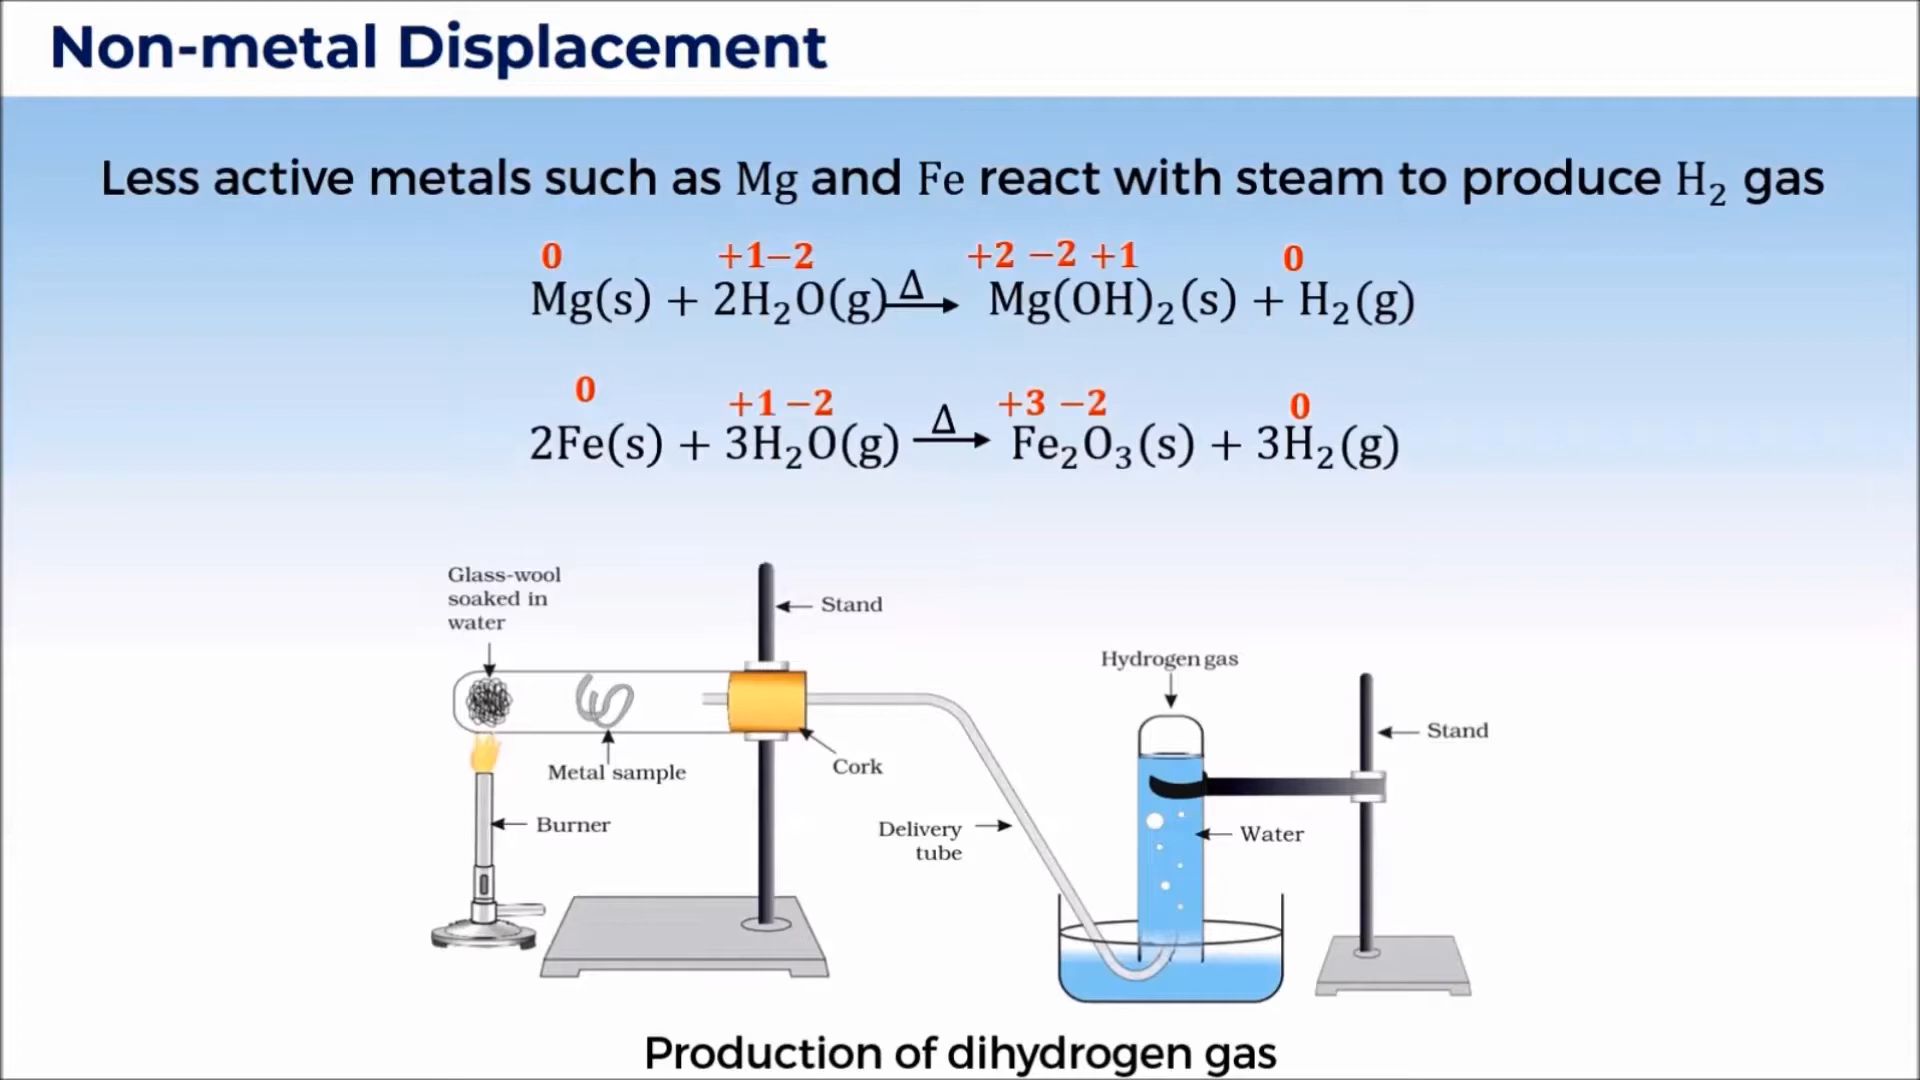 Non-metal Displacement
Less active metals such as Mg and Fe react with steam to produce H₂ gas
0 +1−2 +2 −2 +1 0
Mg(s) + 2H₂O(g) Δ→ Mg(OH)₂(s) + H₂(g)
0 +1 −2 +3 −2 0
2Fe(s) + 3H₂O(g) Δ→ Fe₂O₃(s) + 3H₂(g)
Glass-wool
soaked in
water
Stand
Hydrogen gas
Stand
Cork
Metal sample
Burner
Delivery
tube
Water
Production of dihydrogen gas